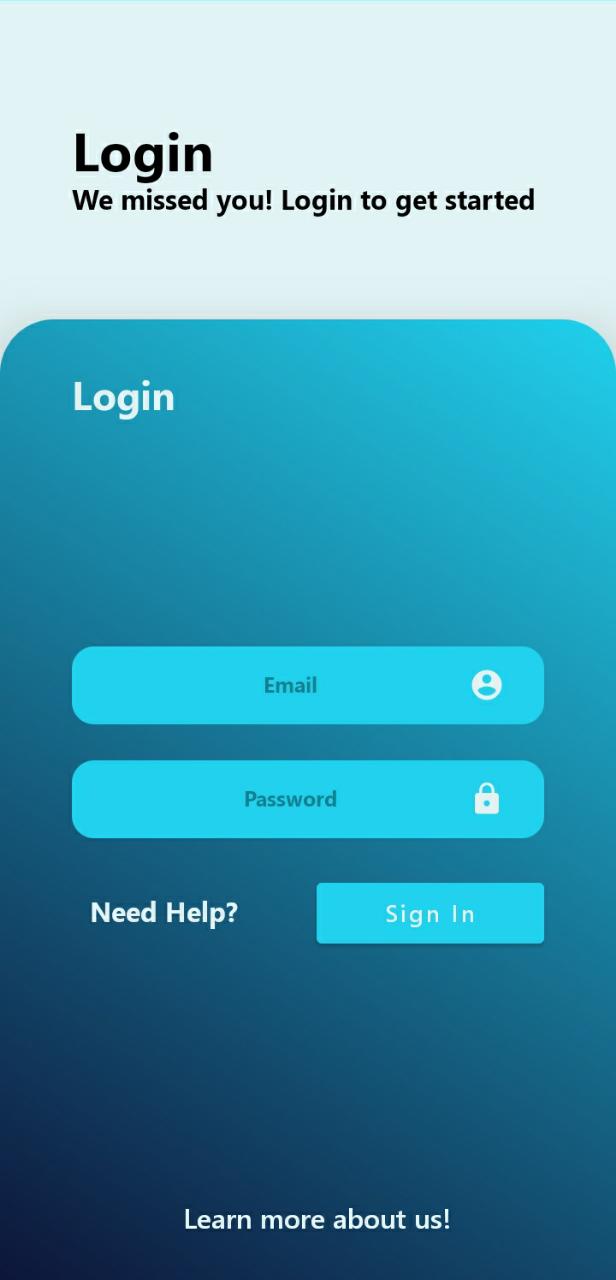 Login
We missed you! Login to get started
Login
Email
Password
Need Help?
Sign In
Learn more about us!